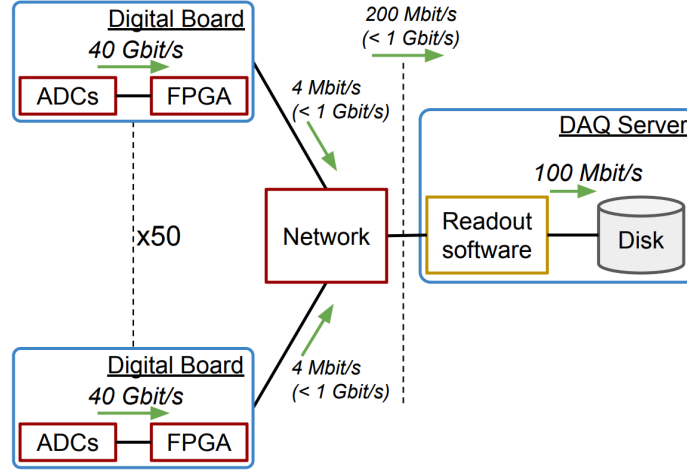 Digital Board
40 Gbit/s
ADCs
FPGA
200 Mbit/s
(< 1 Gbit/s)
4 Mbit/s
(< 1 Gbit/s)
DAQ Server
100 Mbit/s
x50
Network
Readout
software
Disk
Digital Board
40 Gbit/s
ADCs
FPGA
4 Mbit/s
(< 1 Gbit/s)